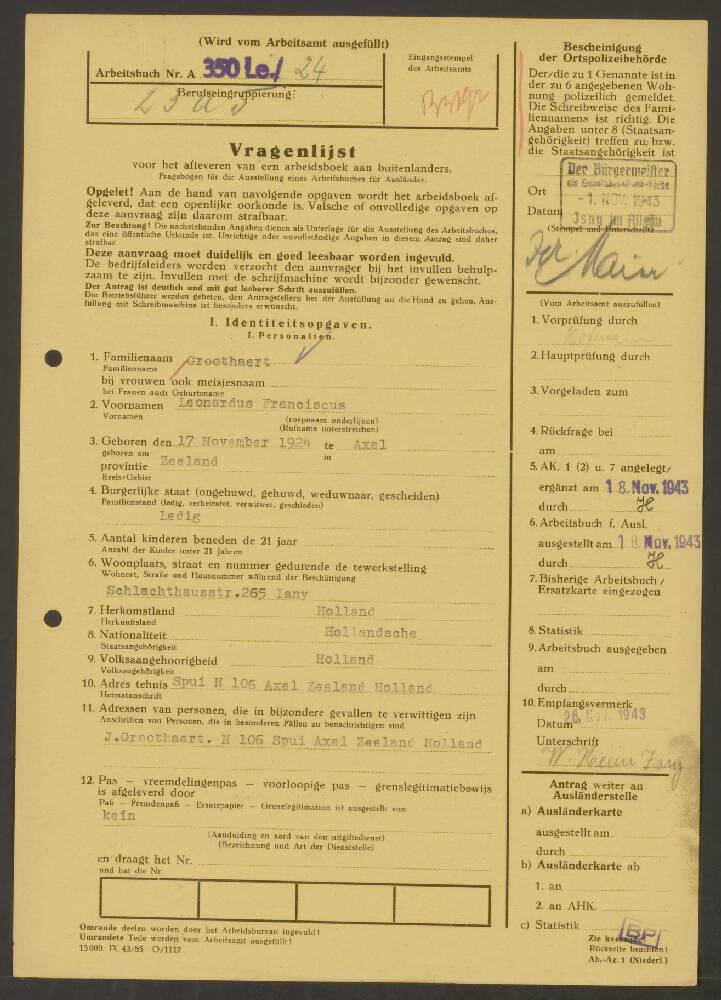 (Wird vom Arbeitsamt ausgefüllt)
Arbeitsbuch Nr. A 350 Le./ 24
Berufseingruppierung:
23 a 5
Eingangsstempel
des Arbeitsamts
Vragenlijst
voor het afleveren van een arbeidsboek aan buitenlanders.
Fragebogen für die Ausstellung eines Arbeitsbuches für Ausländer.
Opgelet! Aan de hand van navolgende opgaven wordt het arbeidsboek af-
geleverd, dat een openlijke oorkonde is. Valsche of onvolledige opgaven op
deze aanvraag zijn daarom strafbaar.
Zur Beachtung! Die nachstehenden Angaben dienen als Unterlage für die Ausstellung des Arbeitsbuches,
das eine öffentliche Urkunde ist. Unrichtige oder unvollständige Angaben in diesem Antrag sind daher
strafbar.
Deze aanvraag moet duidelijk en goed leesbaar worden ingevuld.
De bedrijfsleiders worden verzocht den aanvrager bij het invullen behulp-
zaam te zijn. Invullen met de schrijfmachine wordt bijzonder gewenscht.
Der Antrag ist deutlich und mit gut lesbarer Schrift auszufüllen.
Die Betriebsführer werden gebeten, den Antragstellern bei der Ausfüllung an die Hand zu gehen. Aus-
füllung mit Schreibmaschine ist besonders erwünscht.
I. Identiteitsopgaven.
I. Personalien.
1. Familienaam Groothaert
Familienname
bij vrouwen ook meisjesnaam
bei Frauen auch Geburtsname
2. Voornamen Leonardus Franciscus
Vornamen
(roepnaam onderlijnen)
(Rufname unterstreichen)
3. Geboren den 17 November 1924 te Axel
geboren am in
provintie Zeeland
Kreis/Gebiet
4. Burgerlijke staat (ongehuwd, gehuwd, weduwnaar, gescheiden)
Familienstand (ledig, verheiratet, verwitwet, geschieden)
Ledig
5. Aantal kinderen beneden de 21 jaar
Anzahl der Kinder unter 21 Jahren
6. Woonplaats, straat en nummer gedurende de tewerkstelling
Wohnort, Straße und Hausnummer während der Beschäftigung
Schlachthausstr.265 Isny
7. Herkomstland Holland
Herkunftsland
8. Nationaliteit Hollandsche
Staatsangehörigkeit
9. Volksaangehoorigheid Holland
Volkszugehörigkeit
10. Adres tehuis Spui N 106 Axel Zeeland Holland
Heimatanschrift
11. Adressen van personen, die in bijzondere gevallen te verwittigen zijn
Anschriften von Personen, die in besonderen Fällen zu benachrichtigen sind
J.Groothaert. N 106 Spui Axel Zeeland Holland
12. Pas – vreemdelingenpas – voorloopige pas – grenslegitimatiebewijs
is afgeleverd door
Paß – Fremdenpaß – Ersatzpapier – Grenzlegitimation ist ausgestellt von
kein
(Aanduiding en aard van den uitgiftedienst)
(Bezeichnung und Art der Dienststelle)
en draagt het Nr.
und hat die Nr.
Omrande deelen worden door het Arbeidsbureau ingevuld!
Umrandete Teile werden vom Arbeitsamt ausgefüllt!
15000. IX. 43/85 O/1117
Bescheinigung
der Ortspolizeibehörde
Der/die zu 1 Genannte ist in
der zu 6 angegebenen Woh-
nung polizeilich gemeldet.
Die Schreibweise des Fami-
liennamens ist richtig. Die
Angaben unter 8 (Staatsan-
gehörigkeit) treffen zu; bzw.
die Staatsangehörigkeit ist
Der Bürgermeister
Ort
-1. NOV. 1943
Datum
Isny im Allgäu
(Stempel und Unterschrift)
Maier
(Vom Arbeitsamt auszufüllen)
1. Vorprüfung durch
2. Hauptprüfung durch
3. Vorgeladen zum
4. Rückfrage bei
am
5. AK. 1 (2) u. 7 angelegt/
ergänzt am 18. Nov. 1943
durch
6. Arbeitsbuch f. Ausl.
ausgestellt am 18. Nov. 1943
durch
7. Bisherige Arbeitsbuch/
Ersatzkarte eingezogen
8. Statistik
9. Arbeitsbuch ausgegeben
am
durch
10. Empfangsvermerk
Datum 26. Nov. 1943
Unterschrift
Antrag weiter an
Ausländerstelle
a) Ausländerkarte
ausgestellt am
durch
b) Ausländerkarte ab
1. an
2. an AHK.
c) Statistik
BP
Zie keerzijde
Rückseite beachten!
Ab.-Az. 1 (Niederl.)